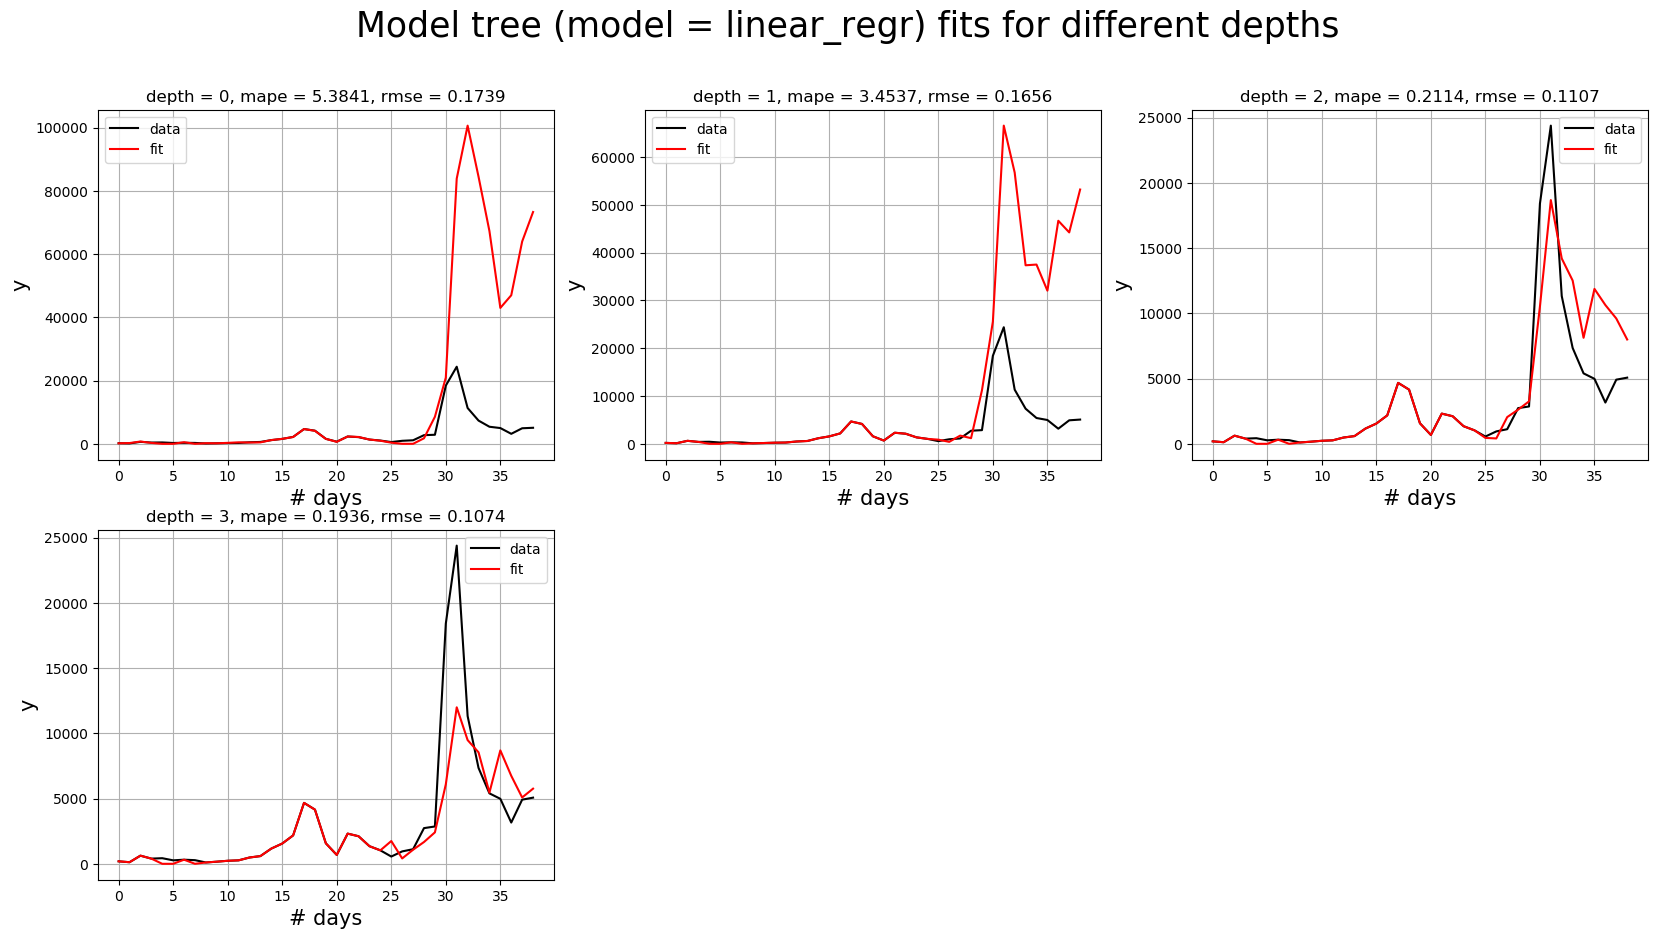 Model tree (model = linear_regr) fits for different depths
depth = 0, mape = 5.3841, rmse = 0.1739
data
fit
100000
80000
60000
40000
20000
0
y
0 5 10 15 20 25 30 35
# days
depth = 1, mape = 3.4537, rmse = 0.1656
data
fit
60000
50000
40000
30000
20000
10000
0
y
0 5 10 15 20 25 30 35
# days
depth = 2, mape = 0.2114, rmse = 0.1107
data
fit
25000
20000
15000
10000
5000
0
y
0 5 10 15 20 25 30 35
# days
depth = 3, mape = 0.1936, rmse = 0.1074
data
fit
25000
20000
15000
10000
5000
0
y
0 5 10 15 20 25 30 35
# days